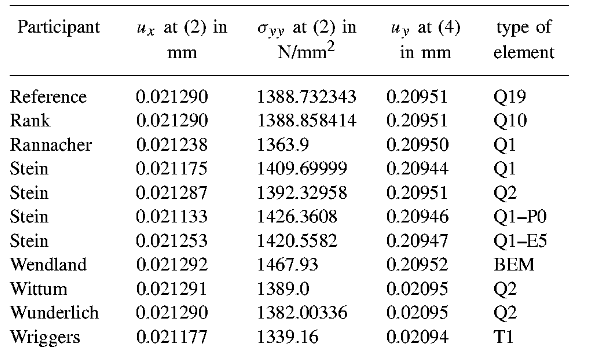 Participant uₓ at (2) in σ_yy at (2) in u_y at (4) type of
mm N/mm² in mm element
Reference 0.021290 1388.732343 0.20951 Q19
Rank 0.021290 1388.858414 0.20951 Q10
Rannacher 0.021238 1363.9 0.20950 Q1
Stein 0.021175 1409.69999 0.20944 Q1
Stein 0.021287 1392.32958 0.20951 Q2
Stein 0.021133 1426.3608 0.20946 Q1–P0
Stein 0.021253 1420.5582 0.20947 Q1–E5
Wendland 0.021292 1467.93 0.20952 BEM
Wittum 0.021291 1389.0 0.02095 Q2
Wunderlich 0.021290 1382.00336 0.02095 Q2
Wriggers 0.021177 1339.16 0.02094 T1